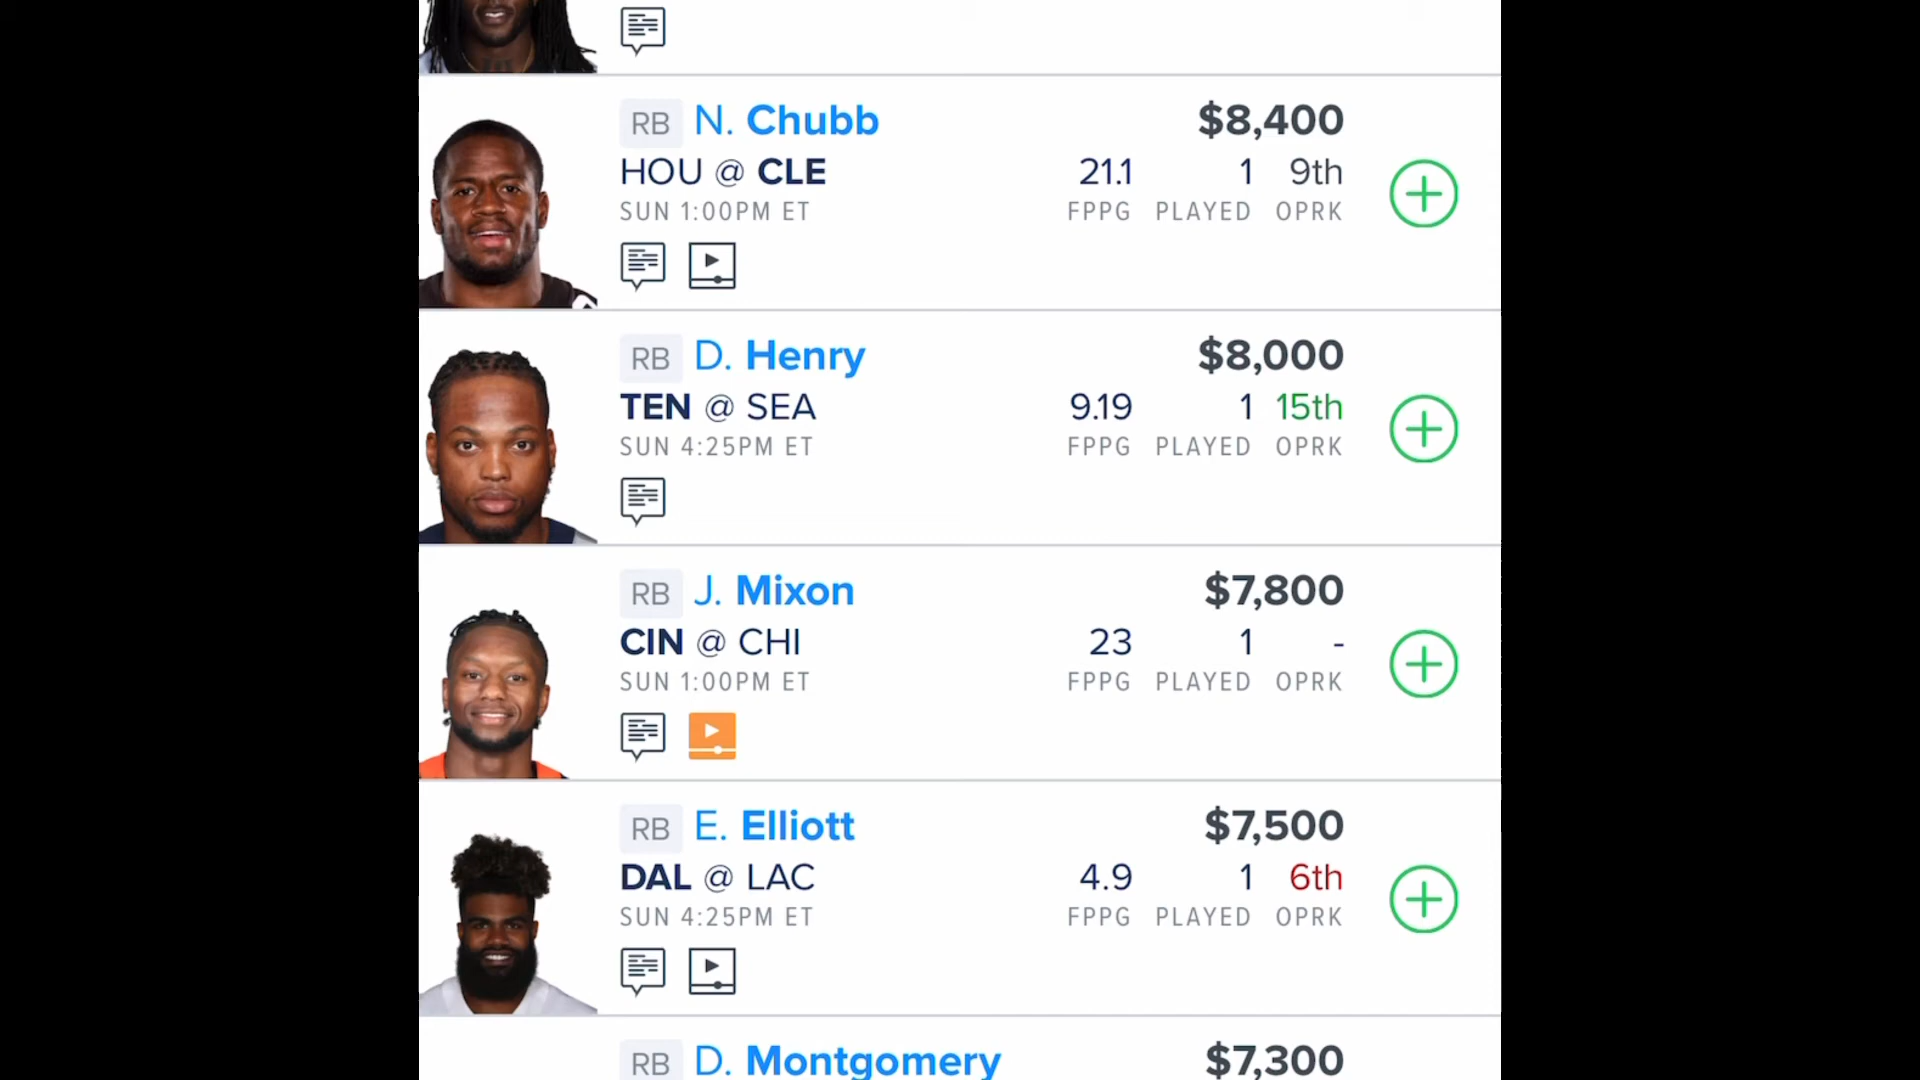 RB N. Chubb $8,400
HOU @ CLE 21.1 1 9th
SUN 1:00PM ET FPPG PLAYED OPRK
RB D. Henry $8,000
TEN @ SEA 9.19 1 15th
SUN 4:25PM ET FPPG PLAYED OPRK
RB J. Mixon $7,800
CIN @ CHI 23 1 -
SUN 1:00PM ET FPPG PLAYED OPRK
RB E. Elliott $7,500
DAL @ LAC 4.9 1 6th
SUN 4:25PM ET FPPG PLAYED OPRK
RB D. Montgomery $7,300